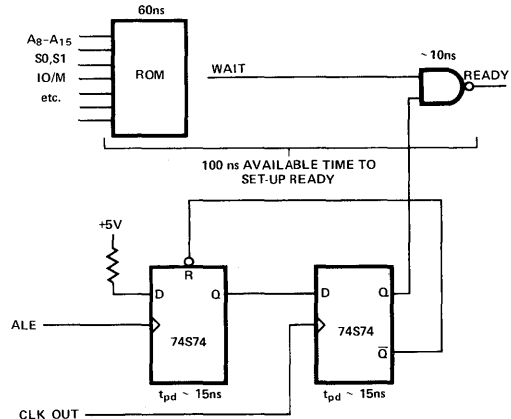 60ns
A8–A15
S0,S1
IO/M
etc.
ROM
WAIT
~ 10ns
READY
100 ns AVAILABLE TIME TO
SET-UP READY
+5V
R
D
Q
74S74
D
Q
Q̅
74S74
ALE
tpd ~ 15ns
tpd ~ 15ns
CLK OUT